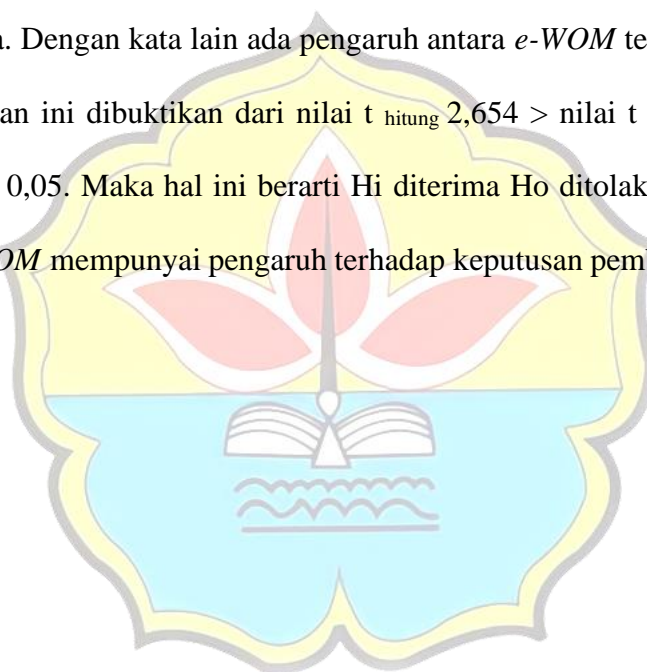 a. Dengan kata lain ada pengaruh antara e-WOM te
an ini dibuktikan dari nilai t hitung 2,654 > nilai t
0,05. Maka hal ini berarti Hi diterima Ho ditolak
OM mempunyai pengaruh terhadap keputusan pemb